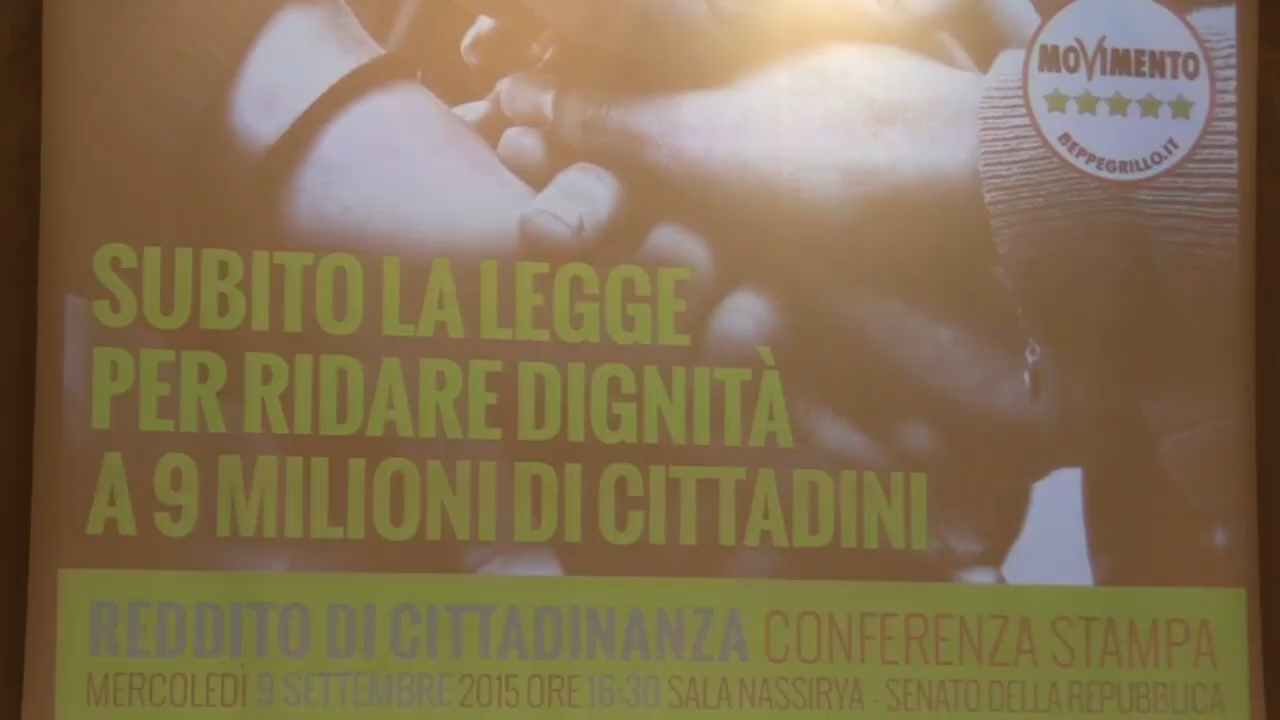 MOVIMENTO
BEPPEGRILLO.IT
SUBITO LA LEGGE
PER RIDARE DIGNITÀ
A 9 MILIONI DI CITTADINI
REDDITO DI CITTADINANZA CONFERENZA STAMPA
MERCOLEDÌ 9 SETTEMBRE 2015 ORE 16:30 SALA NASSIRYA - SENATO DELLA REPUBBLICA